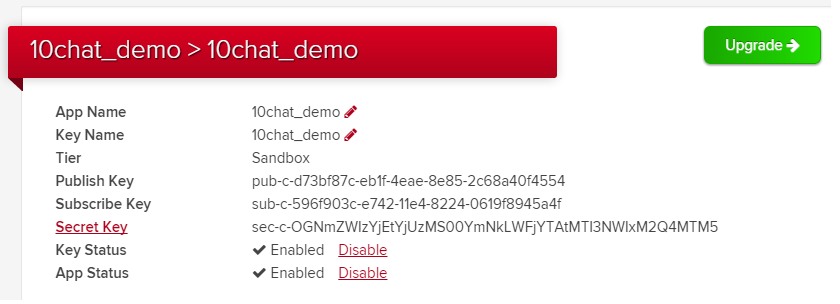 10chat_demo > 10chat_demo
Upgrade →
App Name 10chat_demo
Key Name 10chat_demo
Tier Sandbox
Publish Key pub-c-d73bf87c-eb1f-4eae-8e85-2c68a40f4554
Subscribe Key sub-c-596f903c-e742-11e4-8224-0619f8945a4f
Secret Key sec-c-OGNmZWIzYjEtYjUzMS00YmNkLWFjYTAtMTI3NWIxM2Q4MTM5
Key Status ✔ Enabled Disable
App Status ✔ Enabled Disable